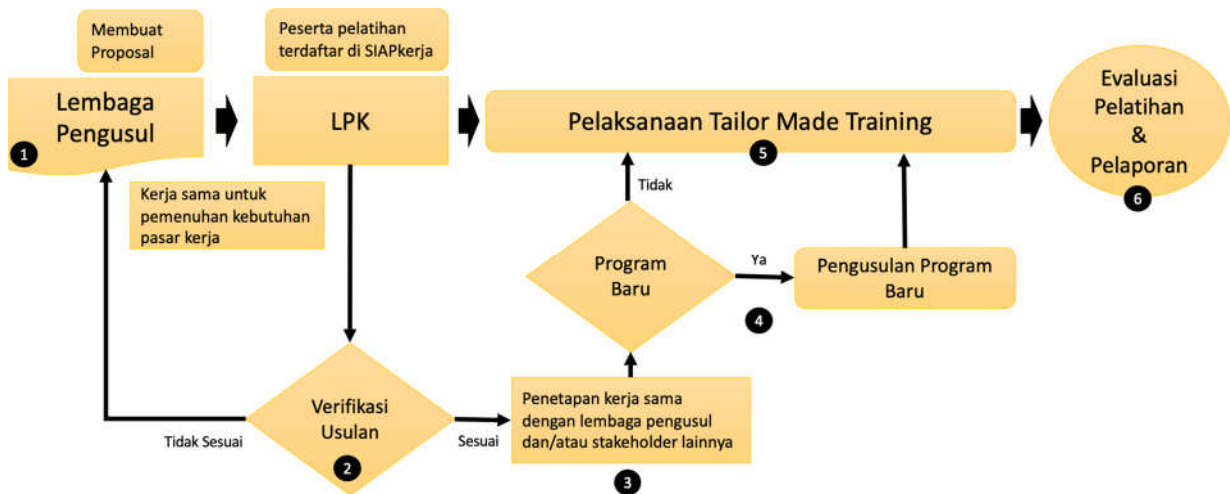 Membuat
Proposal
Peserta pelatihan
terdaftar di SIAPkerja
Lembaga
Pengusul
1
LPK
Pelaksanaan Tailor Made Training
5
Evaluasi
Pelatihan
&
Pelaporan
6
Kerja sama untuk
pemenuhan kebutuhan
pasar kerja
Tidak
Program
Baru
Ya
4
Pengusulan Program
Baru
Verifikasi
Usulan
2
Tidak Sesuai
Sesuai
Penetapan kerja sama
dengan lembaga pengusul
dan/atau stakeholder lainnya
3